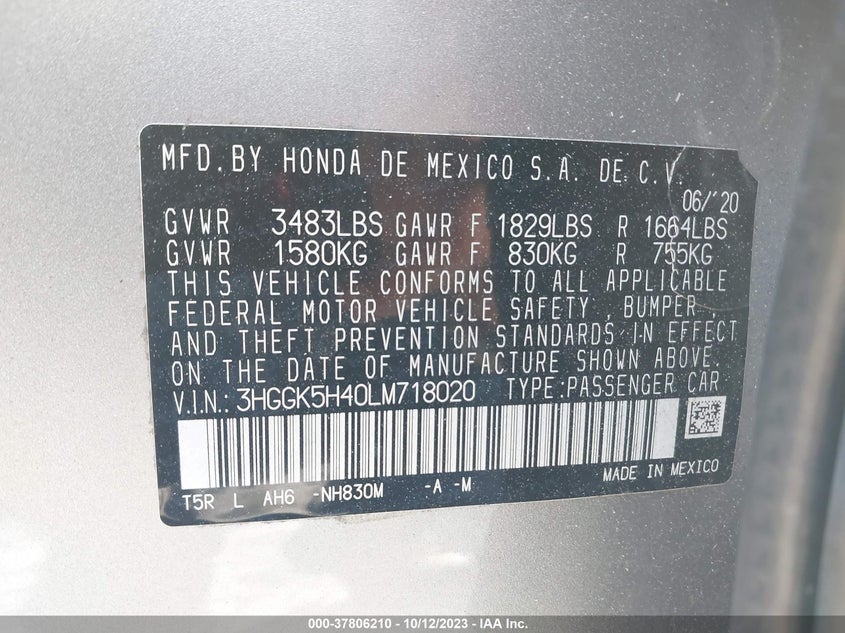 MFD. BY HONDA DE MEXICO S.A. DE C.V.
06/'20
GVWR 3483LBS GAWR F 1829LBS R 1664LBS
GVWR 1580KG GAWR F 830KG R 755KG
THIS VEHICLE CONFORMS TO ALL APPLICABLE
FEDERAL MOTOR VEHICLE SAFETY , BUMPER ,
AND THEFT PREVENTION STANDARDS IN EFFECT
ON THE DATE OF MANUFACTURE SHOWN ABOVE.
V.I.N.: 3HGGK5H40LM718020 TYPE:PASSENGER CAR
MADE IN MEXICO
T5R L AH6 -NH830M -A -M
000-37806210 - 10/12/2023 - IAA Inc.